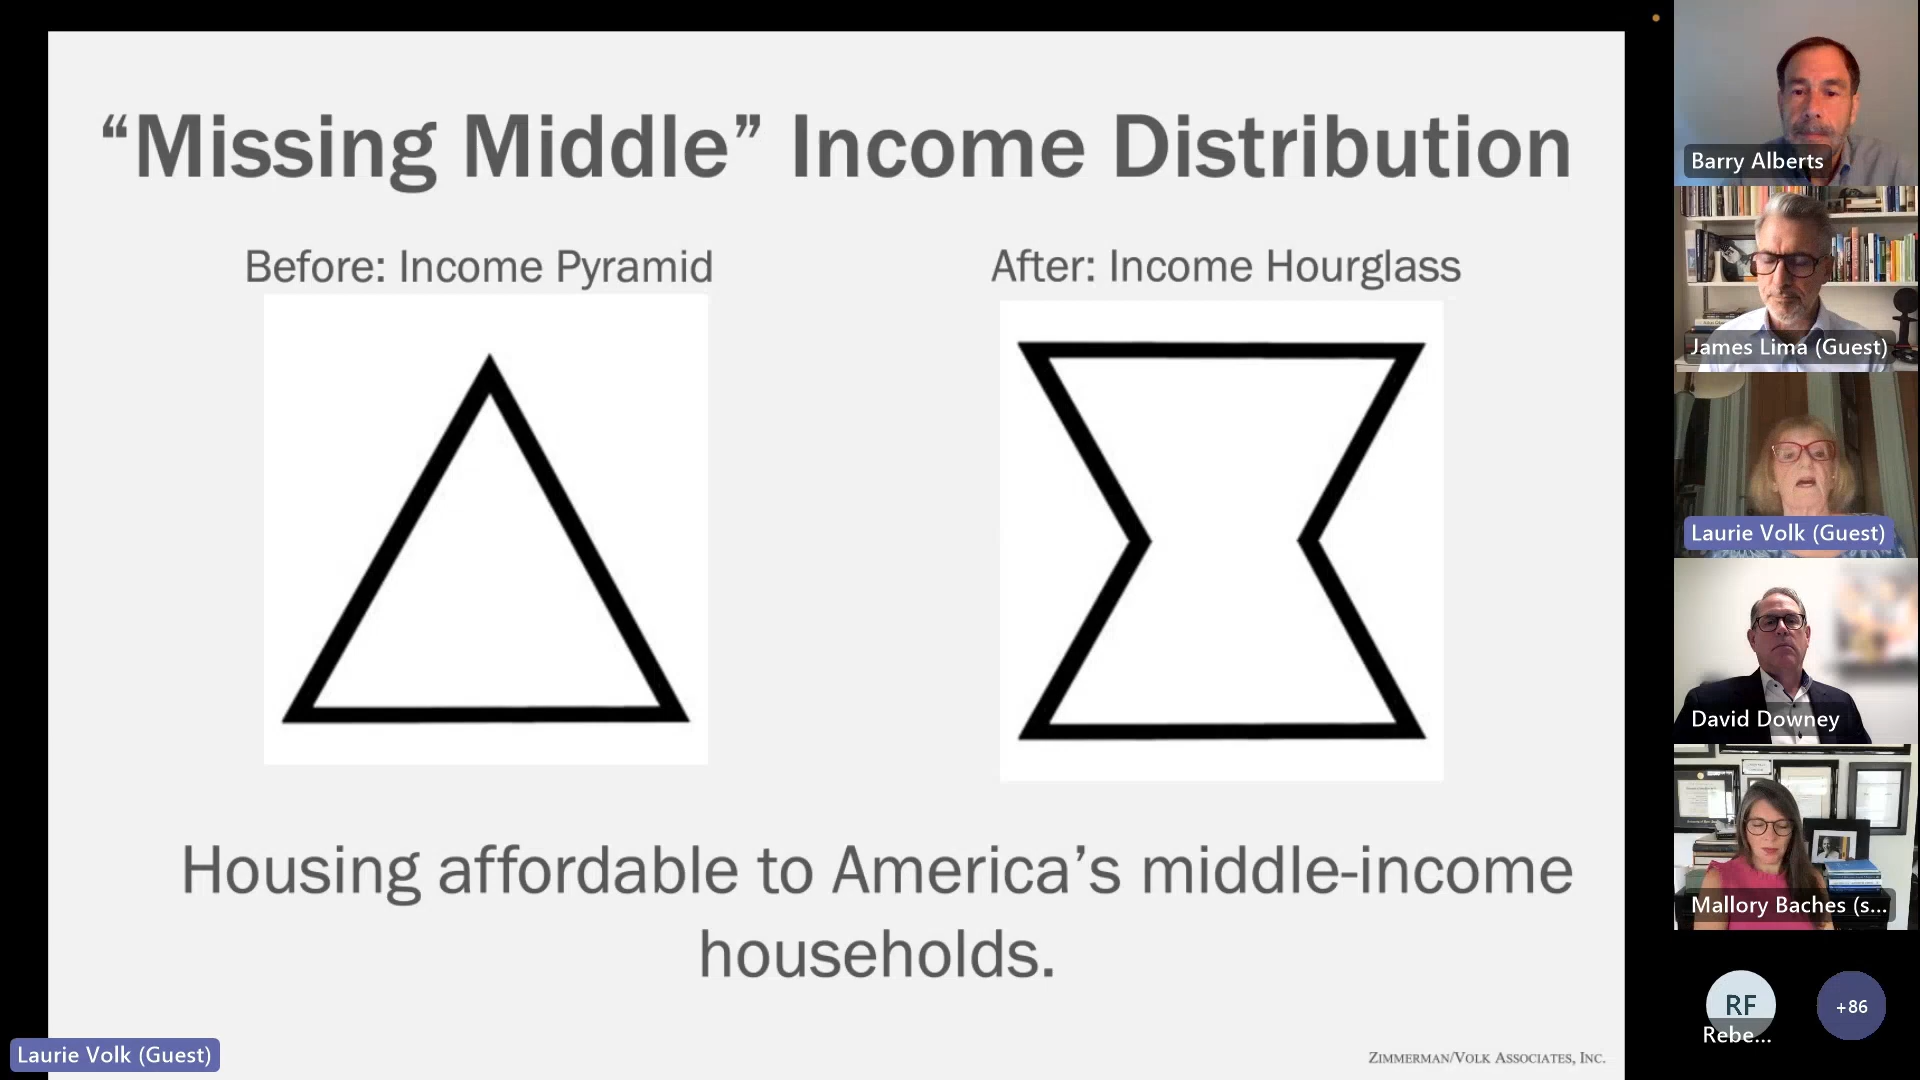 “Missing Middle” Income Distribution
Before: Income Pyramid
After: Income Hourglass
Housing affordable to America’s middle-income
households.
ZIMMERMAN/VOLK ASSOCIATES, INC.
Laurie Volk (Guest)
Barry Alberts
James Lima (Guest)
Laurie Volk (Guest)
David Downey
Mallory Baches (s...
RF
Rebe...
+86